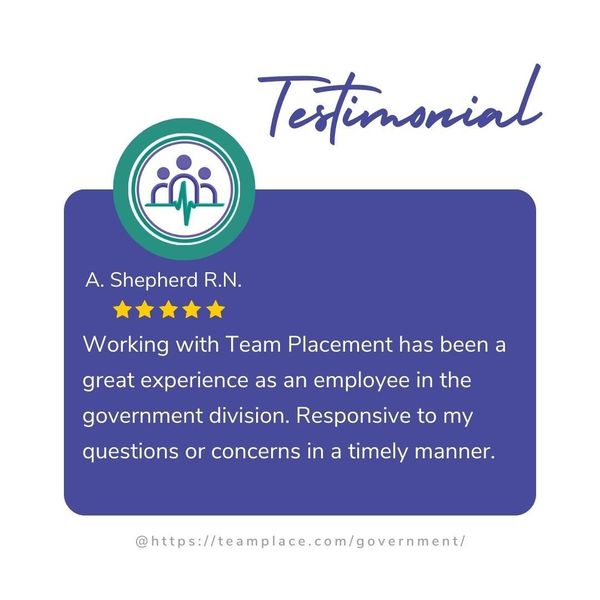 Testimonial
A. Shepherd R.N.
Working with Team Placement has been a
great experience as an employee in the
government division. Responsive to my
questions or concerns in a timely manner.
@https://teamplace.com/government/